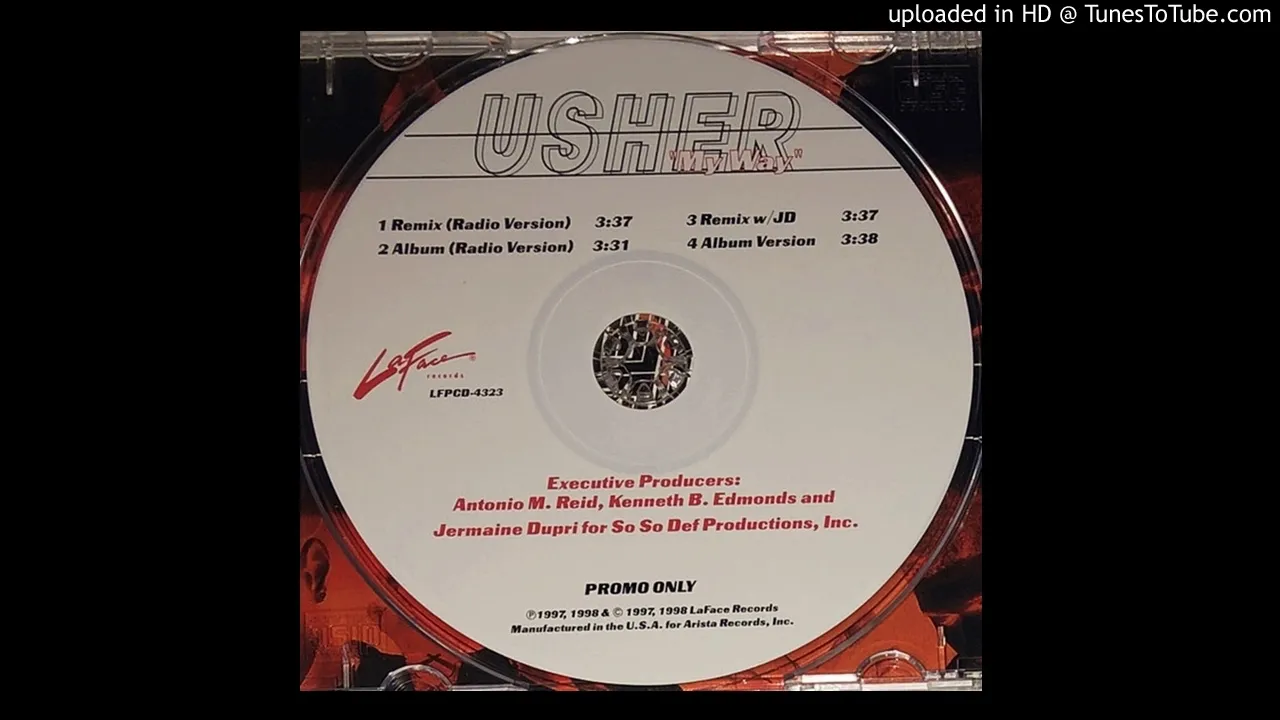 uploaded in HD @ TunesToTube.com
USHER
"My Way"
1 Remix (Radio Version) 3:37
2 Album (Radio Version) 3:31
3 Remix w/JD 3:37
4 Album Version 3:38
LaFace ®
records
LFPCD-4323
Executive Producers:
Antonio M. Reid, Kenneth B. Edmonds and
Jermaine Dupri for So So Def Productions, Inc.
PROMO ONLY
℗1997, 1998 & © 1997, 1998 LaFace Records
Manufactured in the U.S.A. for Arista Records, Inc.